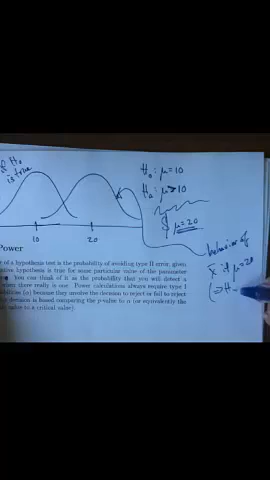 if H₀
is true
H₀ : μ = 10
Hₐ : μ > 10
μ = 20
behavior of
x̄ if μ = 20
(⇒ H
10
20
Power
of a hypothesis test is the probability of avoiding type II error, given
hypothesis is true for some particular value of the parameter
You can think of it as the probability that you will detect a
when there really is one. Power calculations always require type I
(α) because they involve the decision to reject or fail to reject
decision is based comparing the p-value to α (or equivalently the
value to a critical value).